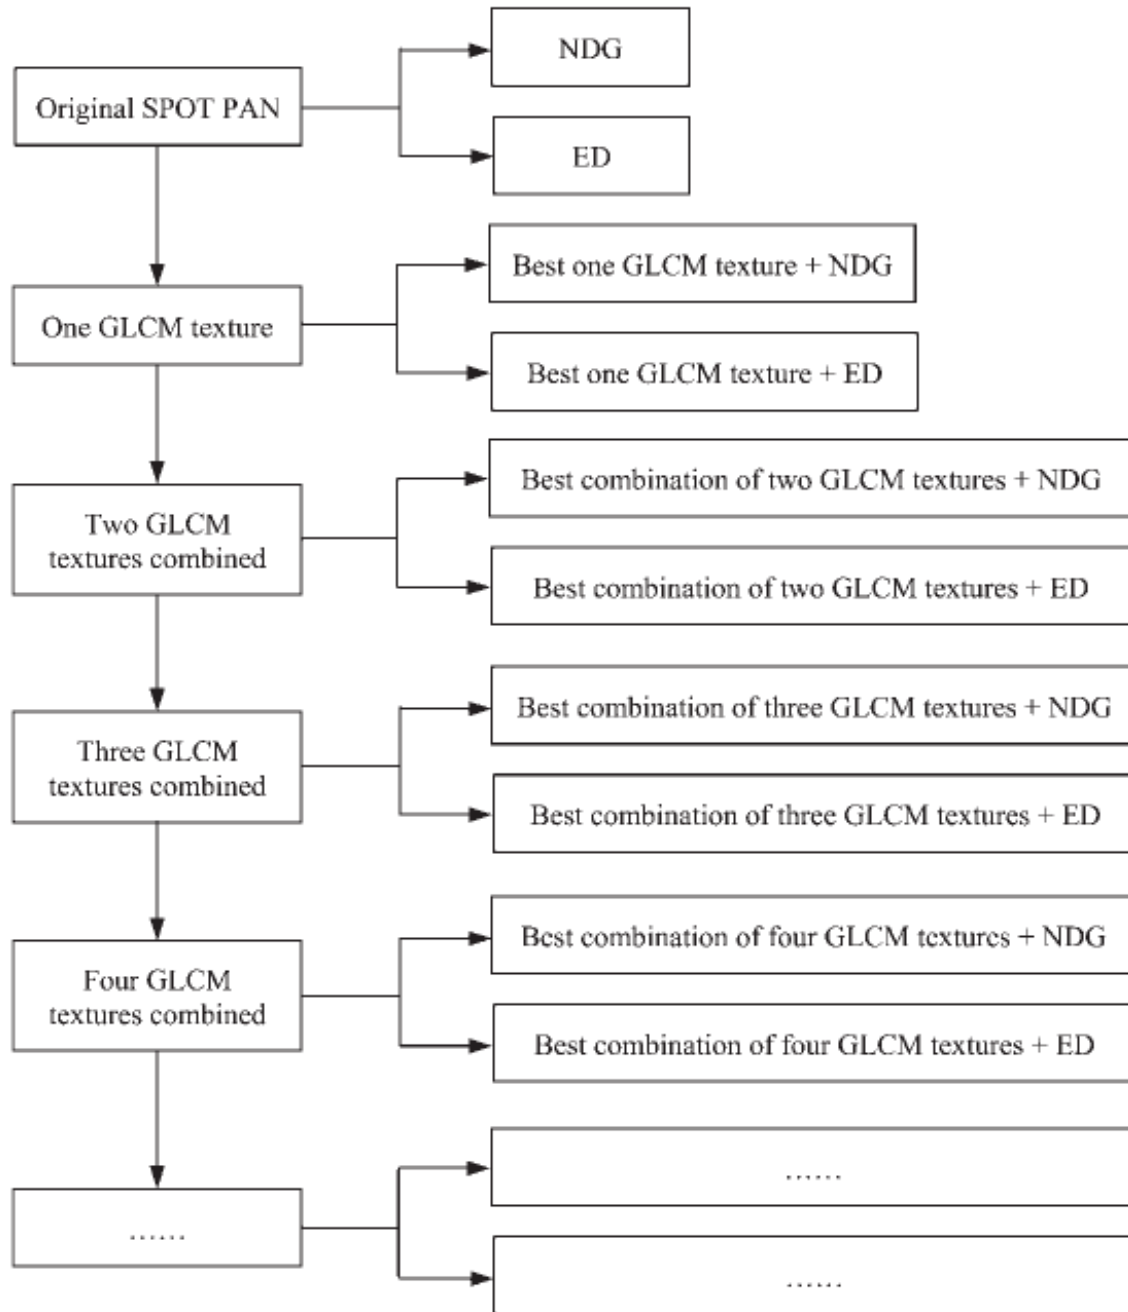 NDG
Original SPOT PAN
ED
Best one GLCM texture + NDG
One GLCM texture
Best one GLCM texture + ED
Best combination of two GLCM textures + NDG
Two GLCM
textures combined
Best combination of two GLCM textures + ED
Best combination of three GLCM textures + NDG
Three GLCM
textures combined
Best combination of three GLCM textures + ED
Best combination of four GLCM textures + NDG
Four GLCM
textures combined
Best combination of four GLCM textures + ED
......
......
......